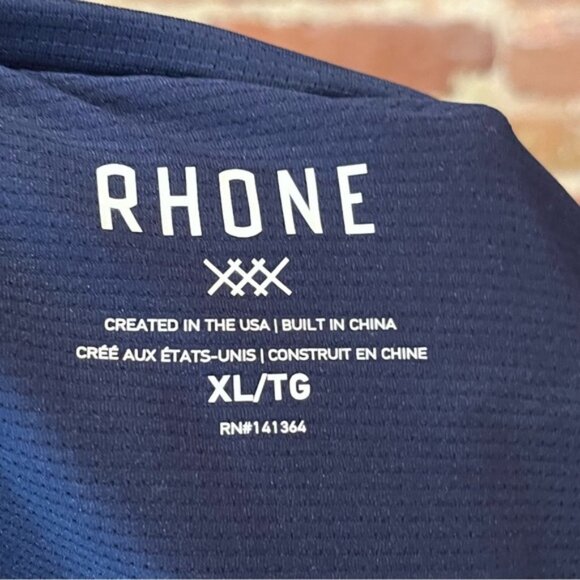 RHONE
CREATED IN THE USA | BUILT IN CHINA
CRÉÉ AUX ÉTATS-UNIS | CONSTRUIT EN CHINE
XL/TG
RN#141364